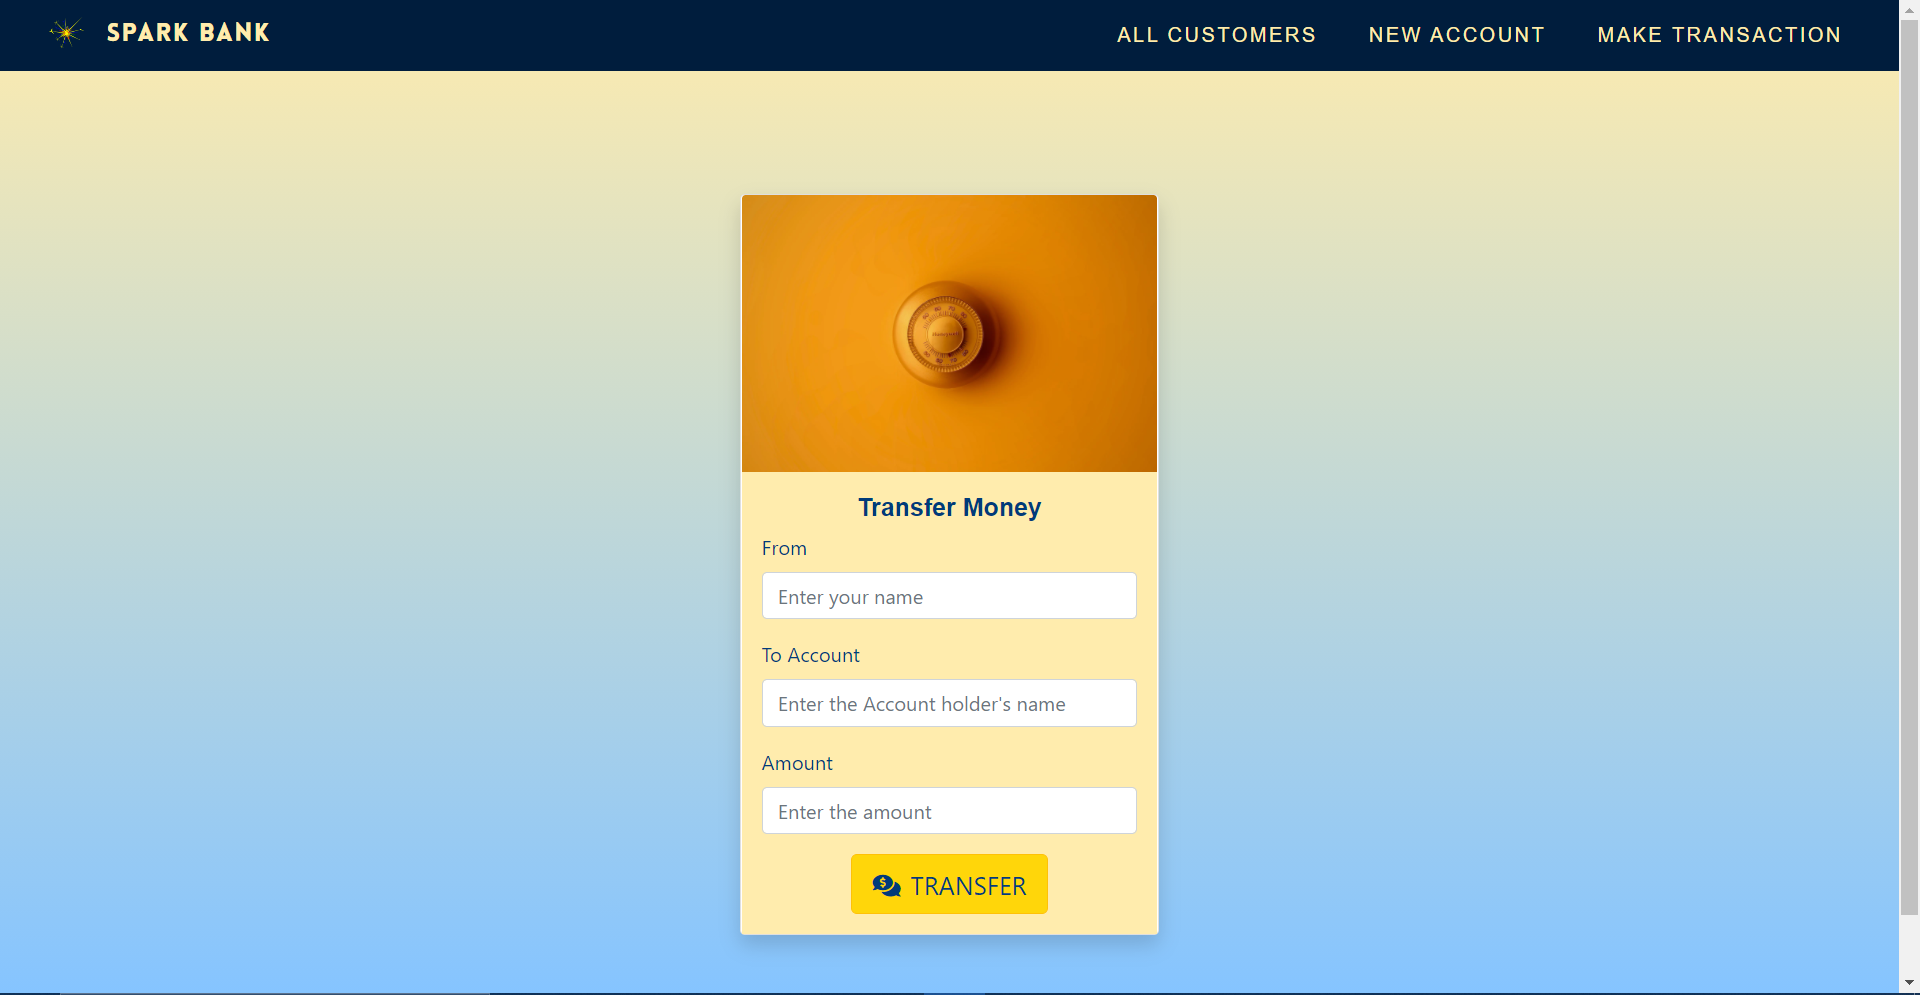 SPARK BANK
ALL CUSTOMERS
NEW ACCOUNT
MAKE TRANSACTION
Transfer Money
From
Enter your name
To Account
Enter the Account holder's name
Amount
Enter the amount
TRANSFER